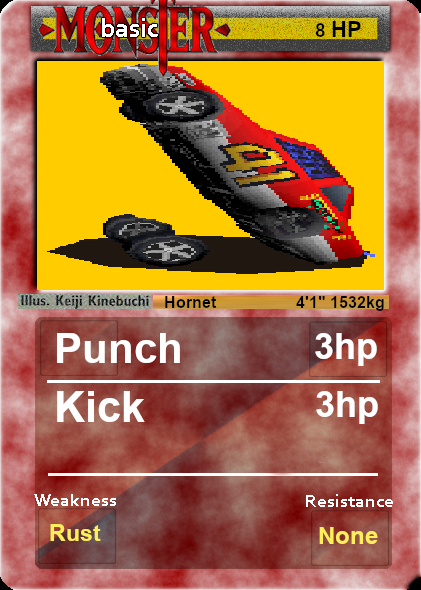 MONSTER
basic
8 HP
41
Illus. Keiji Kinebuchi Hornet 4'1" 1532kg
Punch 3hp
Kick 3hp
Weakness Resistance
Rust None